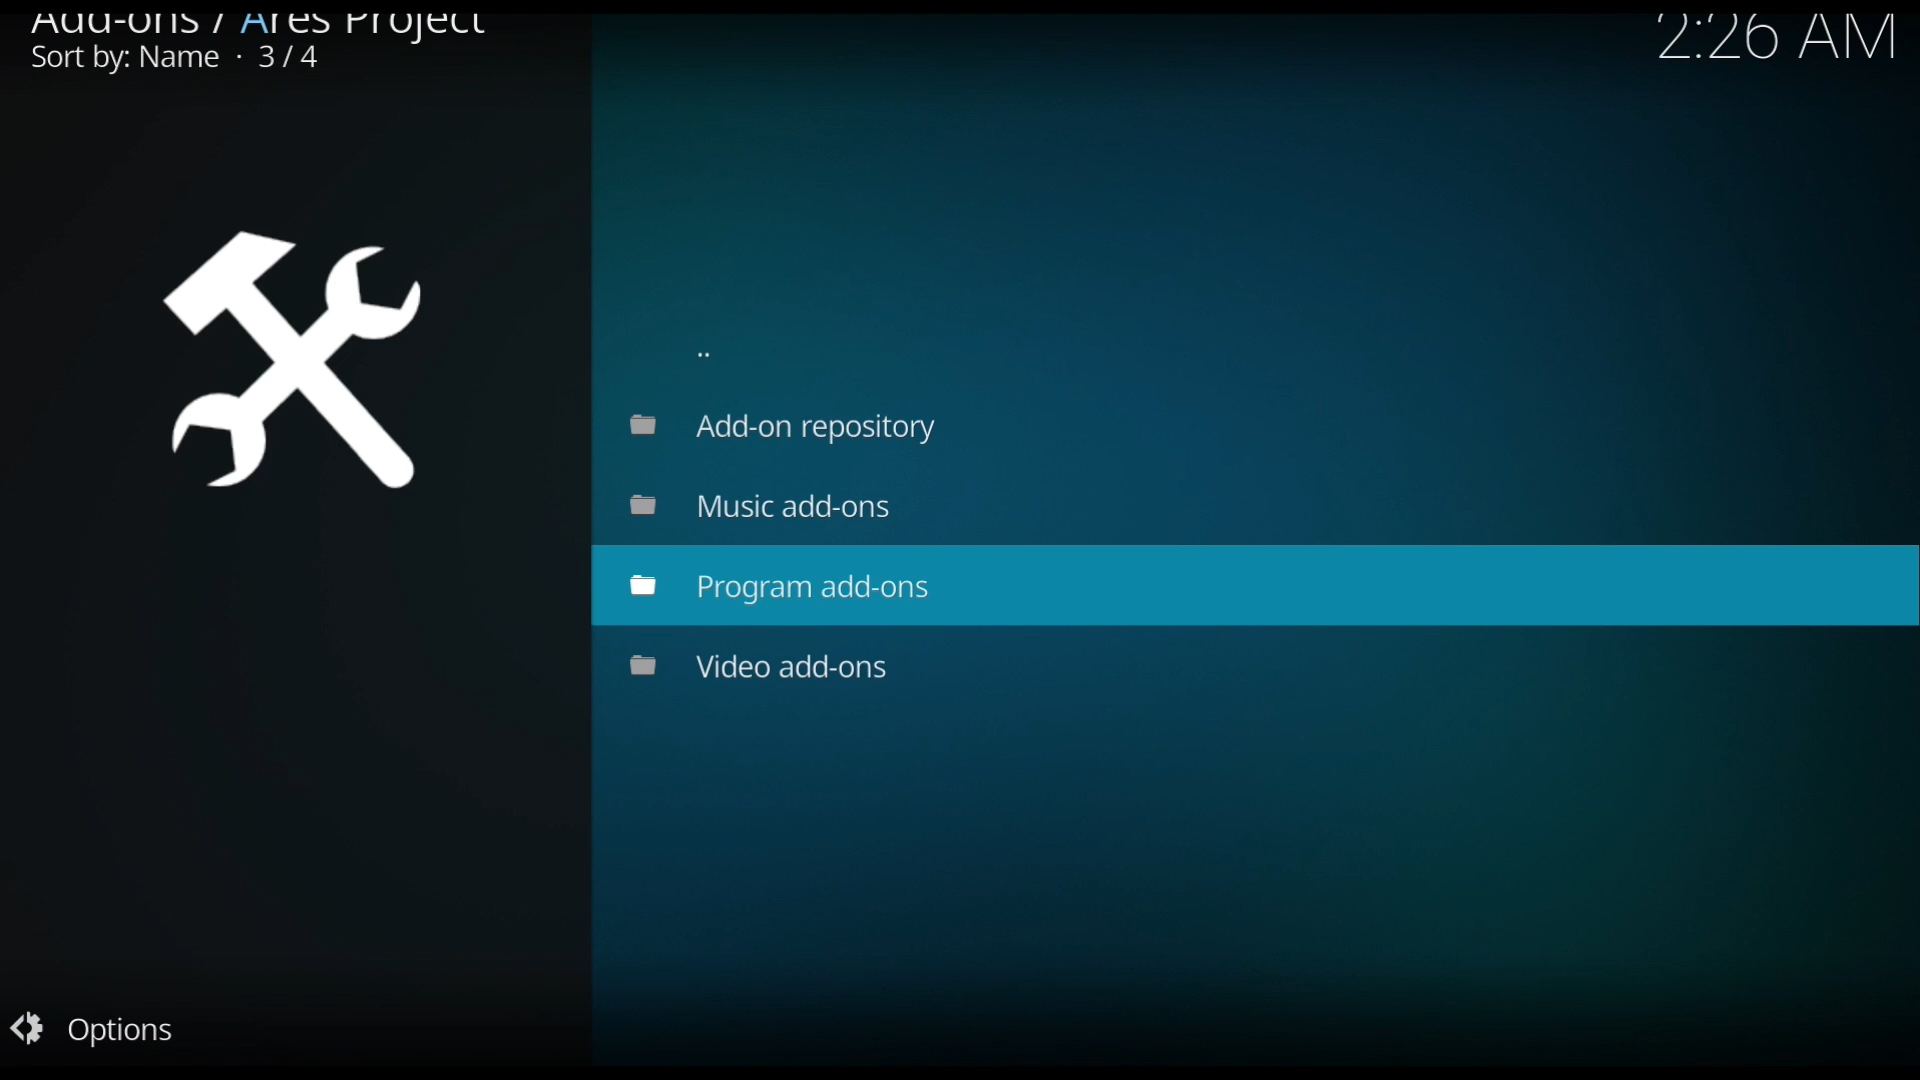 Add-ons / Ares Project
Sort by: Name · 3 / 4
2:26 AM
..
Add-on repository
Music add-ons
Program add-ons
Video add-ons
Options